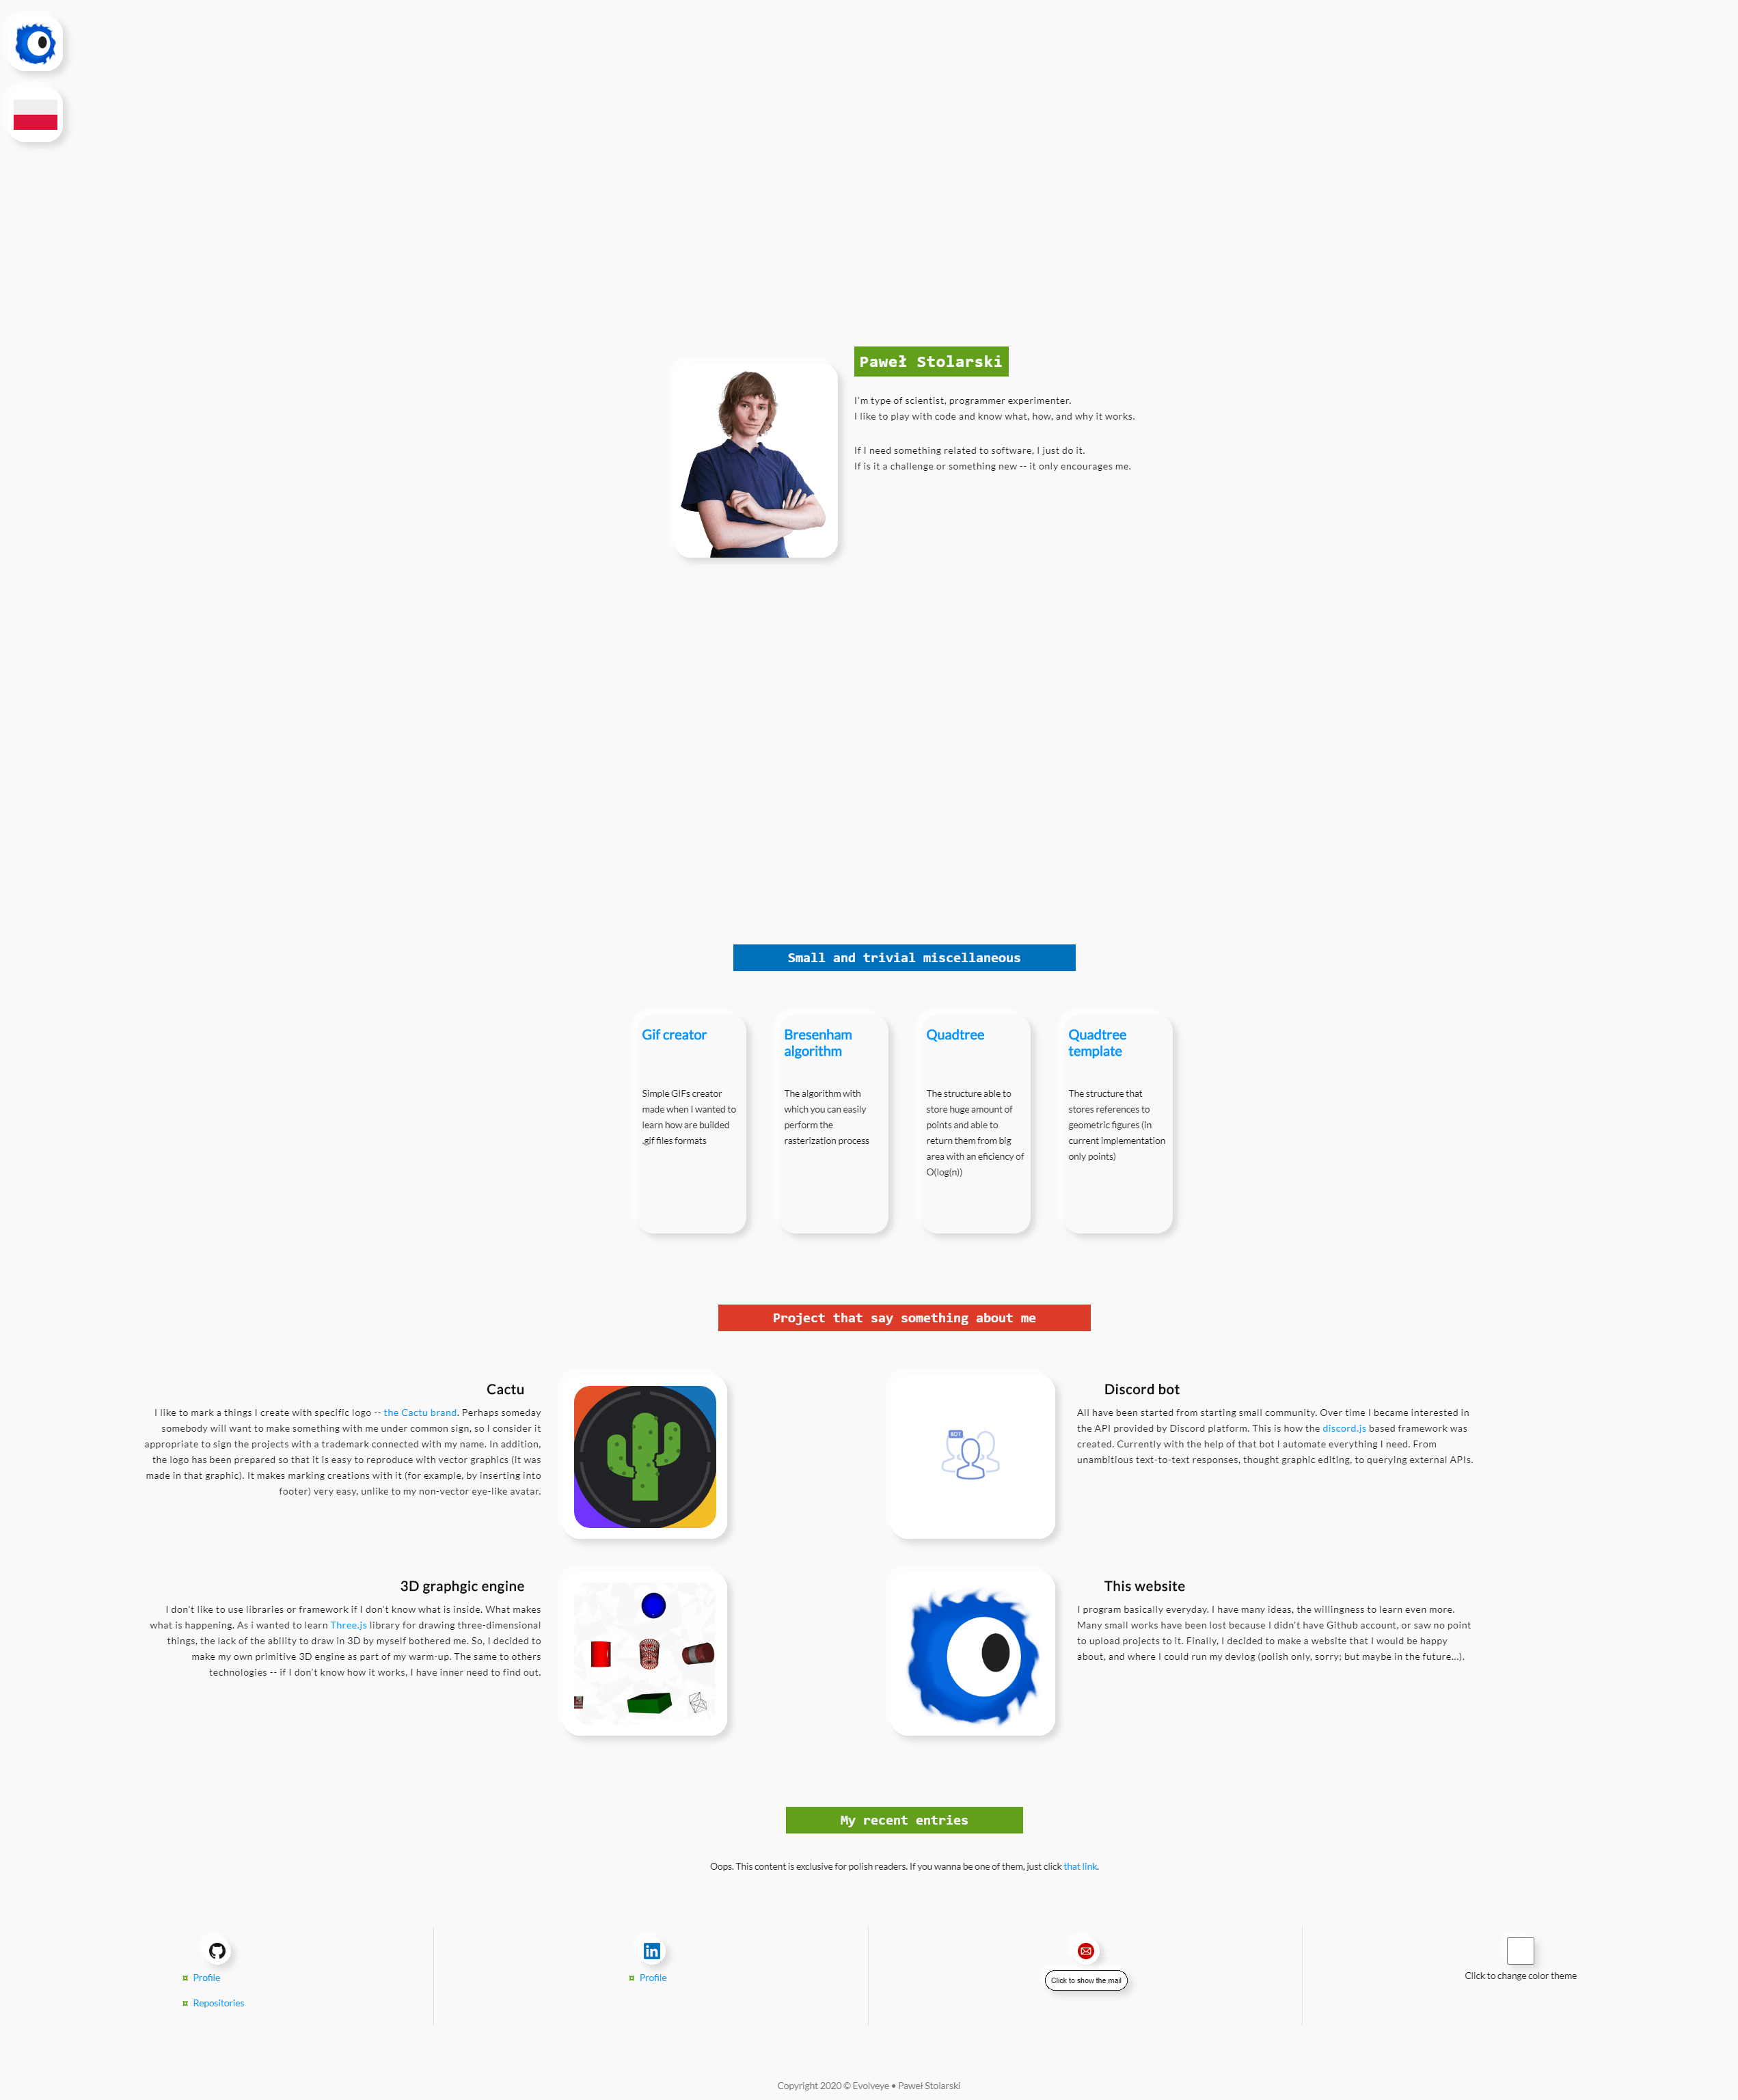 Paweł Stolarski
I'm type of scientist, programmer experimenter.
I like to play with code and know what, how, and why it works.
If I need something related to software, I just do it.
If is it a challenge or something new -- it only encourages me.
Small and trivial miscellaneous
Gif creator
Simple GIFs creator
made when I wanted to
learn how are builded
.gif files formats
Bresenham
algorithm
The algorithm with
which you can easily
perform the
rasterization process
Quadtree
The structure able to
store huge amount of
points and able to
return them from big
area with an eficiency of
O(log(n))
Quadtree
template
The structure that
stores references to
geometric figures (in
current implementation
only points)
Project that say something about me
Cactu
I like to mark a things I create with specific logo -- the Cactu brand. Perhaps someday
somebody will want to make something with me under common sign, so I consider it
appropriate to sign the projects with a trademark connected with my name. In addition,
the logo has been prepared so that it is easy to reproduce with vector graphics (it was
made in that graphic). It makes marking creations with it (for example, by inserting into
footer) very easy, unlike to my non-vector eye-like avatar.
BOT
Discord bot
All have been started from starting small community. Over time I became interested in
the API provided by Discord platform. This is how the discord.js based framework was
created. Currently with the help of that bot I automate everything I need. From
unambitious text-to-text responses, thought graphic editing, to querying external APIs.
3D graphgic engine
I don't like to use libraries or framework if I don't know what is inside. What makes
what is happening. As i wanted to learn Three.js library for drawing three-dimensional
things, the lack of the ability to draw in 3D by myself bothered me. So, I decided to
make my own primitive 3D engine as part of my warm-up. The same to others
technologies -- if I don't know how it works, I have inner need to find out.
This website
I program basically everyday. I have many ideas, the willingness to learn even more.
Many small works have been lost because I didn't have Github account, or saw no point
to upload projects to it. Finally, I decided to make a website that I would be happy
about, and where I could run my devlog (polish only, sorry; but maybe in the future...).
My recent entries
Oops. This content is exclusive for polish readers. If you wanna be one of them, just click that link.
Profile
Repositories
in
Profile
Click to show the mail
Click to change color theme
Copyright 2020 © Evolveye • Paweł Stolarski